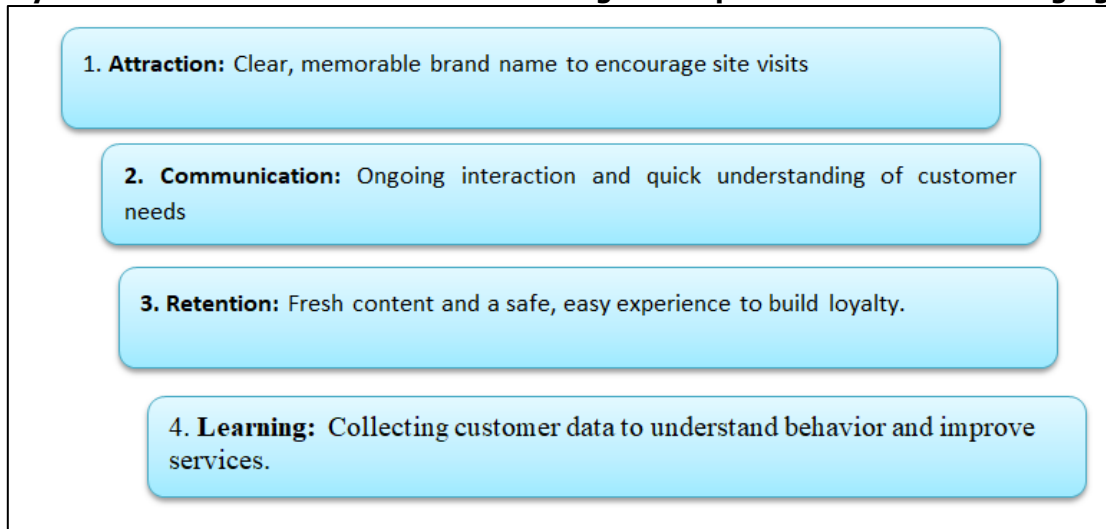 1. Attraction: Clear, memorable brand name to encourage site visits
2. Communication: Ongoing interaction and quick understanding of customer
needs
3. Retention: Fresh content and a safe, easy experience to build loyalty.
4. Learning: Collecting customer data to understand behavior and improve
services.